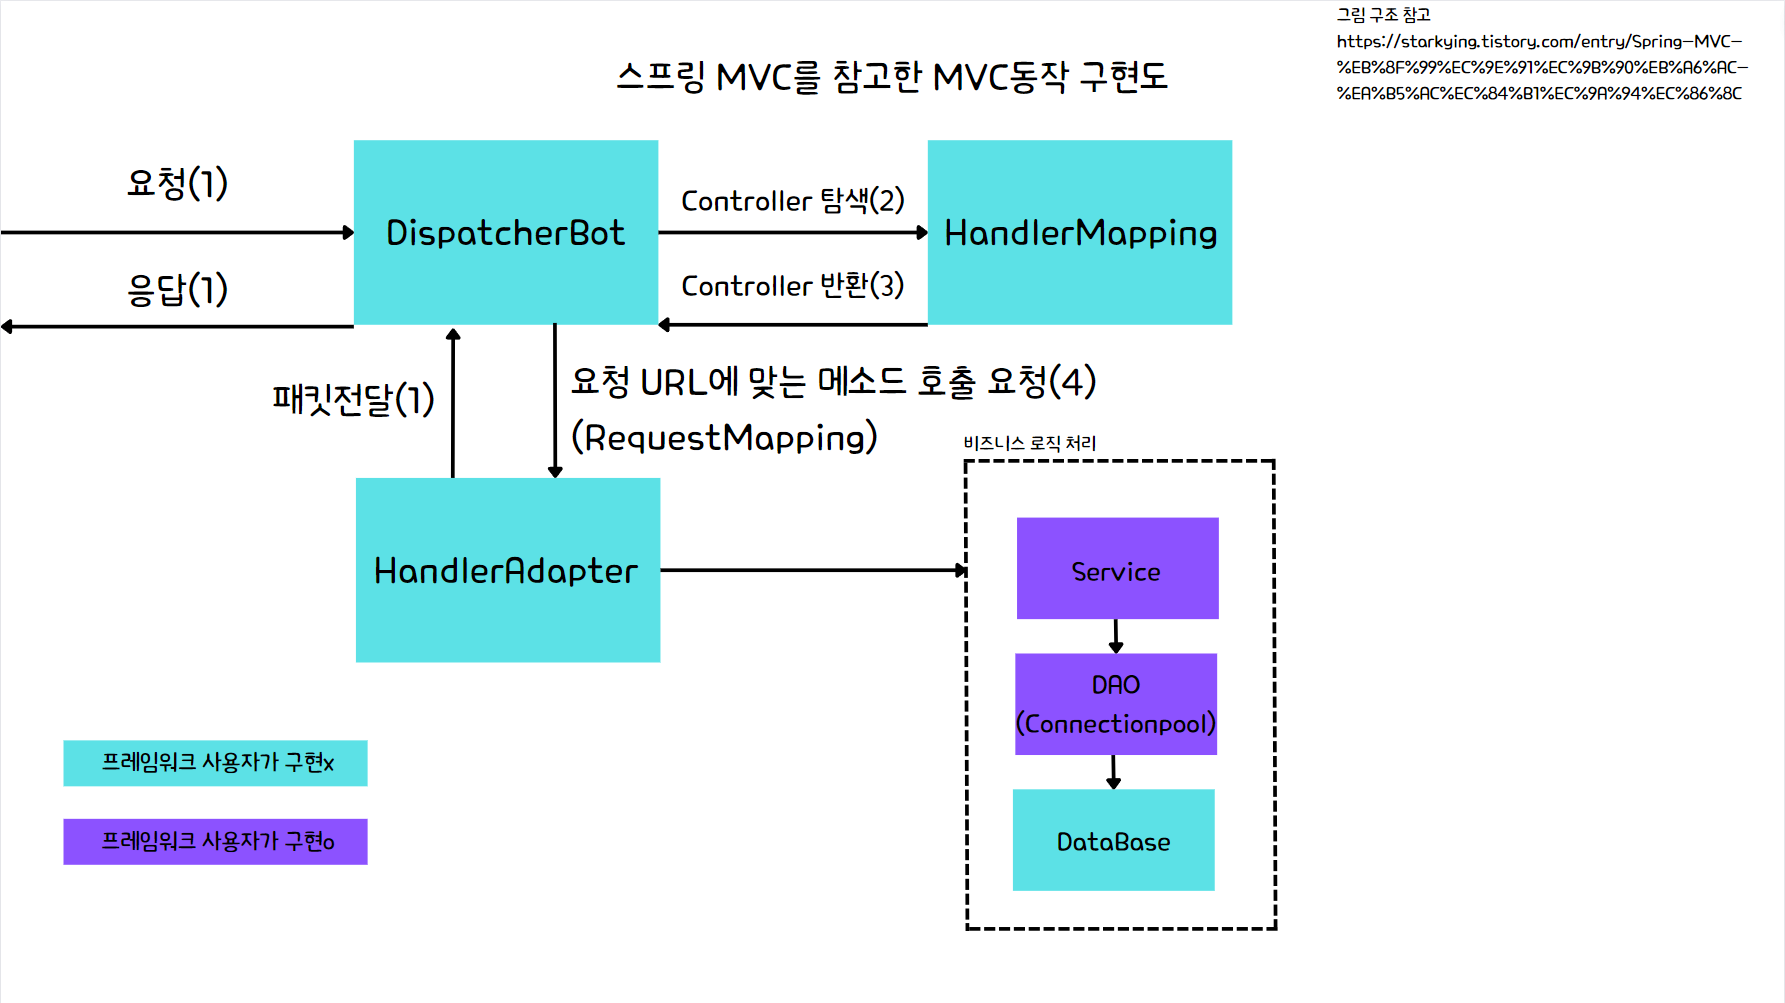 그림 구조 참고
https://starkying.tistory.com/entry/Spring-MVC-
%EB%8F%99%EC%9E%91%EC%9B%90%EB%A6%AC-
%EA%B5%AC%EC%84%B1%EC%9A%94%EC%86%8C
스프링 MVC를 참고한 MVC동작 구현도
요청(1)
DispatcherBot
Controller 탐색(2)
HandlerMapping
응답(1)
Controller 반환(3)
패킷전달(1)
요청 URL에 맞는 메소드 호출 요청(4)
(RequestMapping)
비즈니스 로직 처리
HandlerAdapter
Service
DAO
(Connectionpool)
DataBase
프레임워크 사용자가 구현x
프레임워크 사용자가 구현o